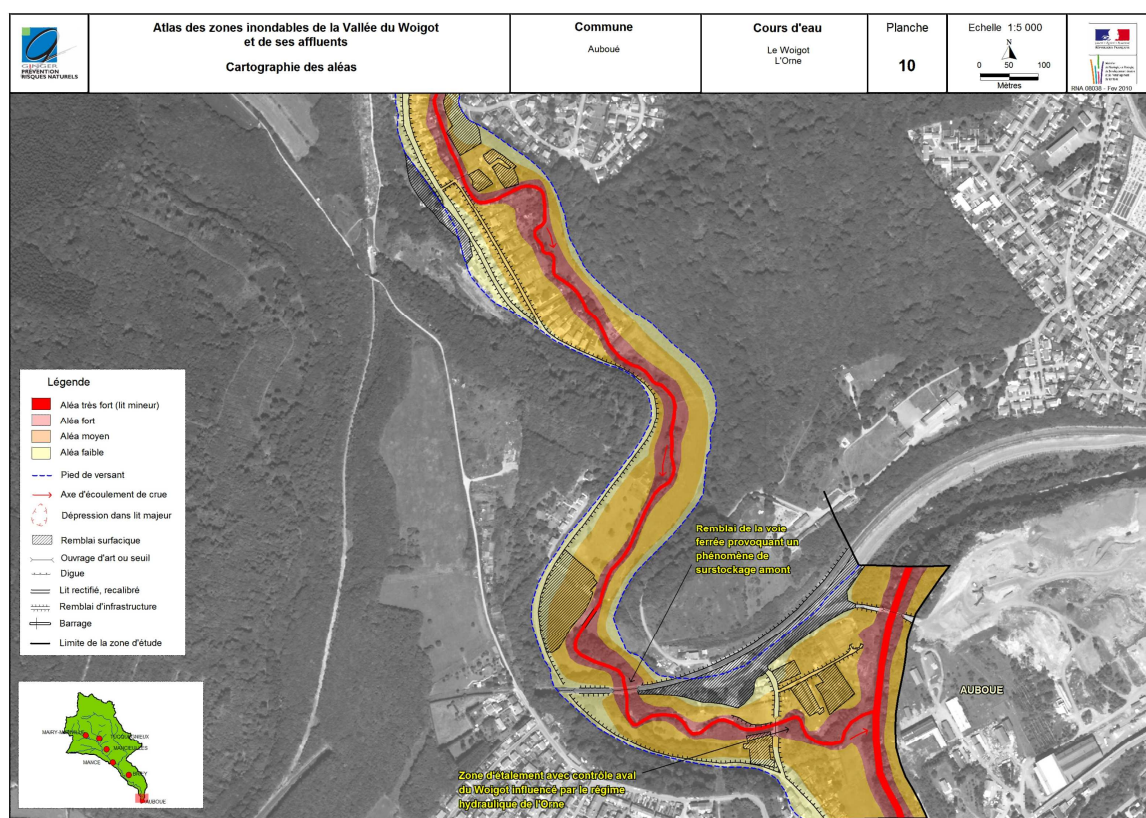 GINGER
PRÉVENTION
RISQUES NATURELS
Atlas des zones inondables de la Vallée du Woigot
et de ses affluents
Cartographie des aléas
Commune
Auboué
Cours d'eau
Le Woigot
L'Orne
Planche
10
Echelle 1:5 000
N
0 50 100
Mètres
RNA 08038 - Fev 2010
Légende
Aléa très fort (lit mineur)
Aléa fort
Aléa moyen
Aléa faible
Pied de versant
Axe d'écoulement de crue
Dépression dans lit majeur
Remblai surfacique
Ouvrage d'art ou seuil
Digue
Lit rectifié, recalibré
Remblai d'infrastructure
Barrage
Limite de la zone d'étude
Remblai de la voie
ferrée provoquant un
phénomène de
surstockage amont
AUBOUE
Zone d'étalement avec contrôle aval
du Woigot influencé par le régime
hydraulique de l'Orne
MANCIEULLES
MANCE
AUBOUE